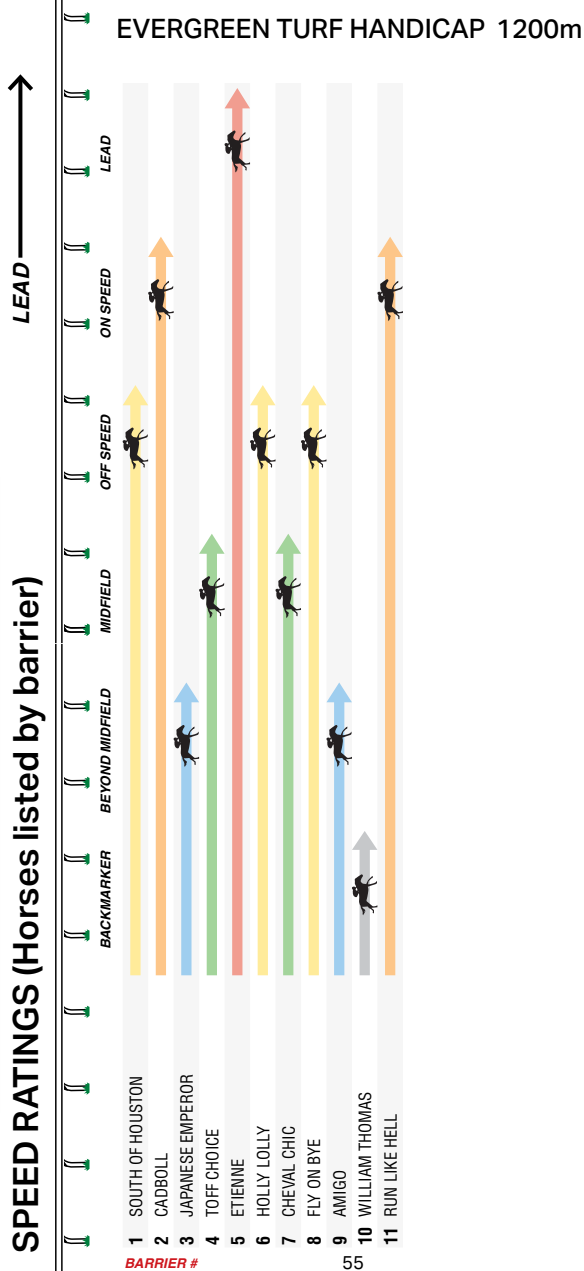 EVERGREEN TURF HANDICAP 1200m
SPEED RATINGS (Horses listed by barrier)
LEAD
LEAD
ON SPEED
OFF SPEED
MIDFIELD
BEYOND MIDFIELD
BACKMARKER
1 SOUTH OF HOUSTON
2 CADBOLL
3 JAPANESE EMPEROR
4 TOFF CHOICE
5 ETIENNE
6 HOLLY LOLLY
7 CHEVAL CHIC
8 FLY ON BYE
9 AMIGO
10 WILLIAM THOMAS
11 RUN LIKE HELL
BARRIER #
55